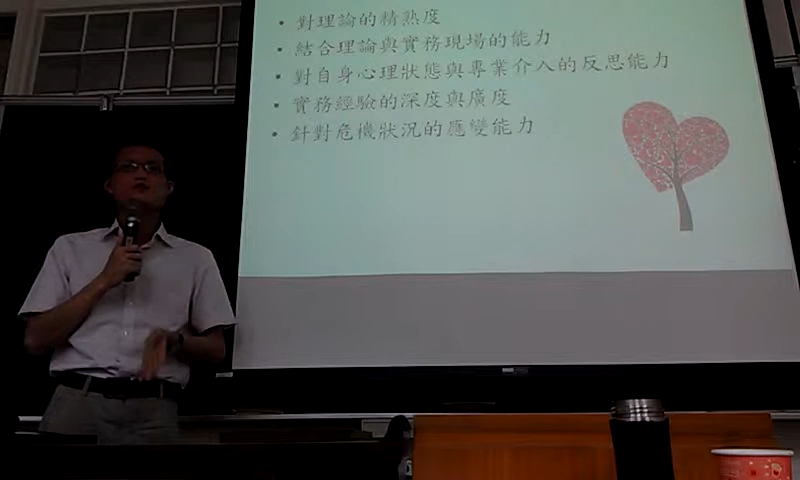 • 對理論的精熟度
• 結合理論與實務現場的能力
• 對自身心理狀態與專業介入的反思能力
• 實務經驗的深度與廣度
• 針對危機狀況的應變能力